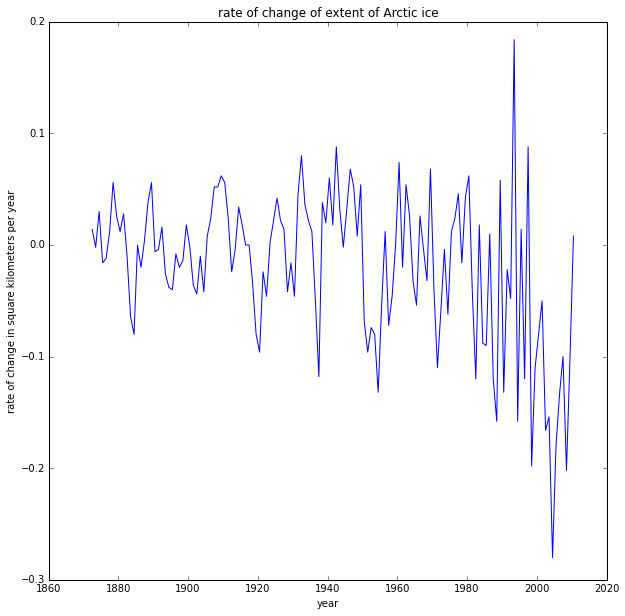 rate of change of extent of Arctic ice
rate of change in square kilometers per year
0.2
0.1
0.0
−0.1
−0.2
−0.3
1860 1880 1900 1920 1940 1960 1980 2000 2020
year